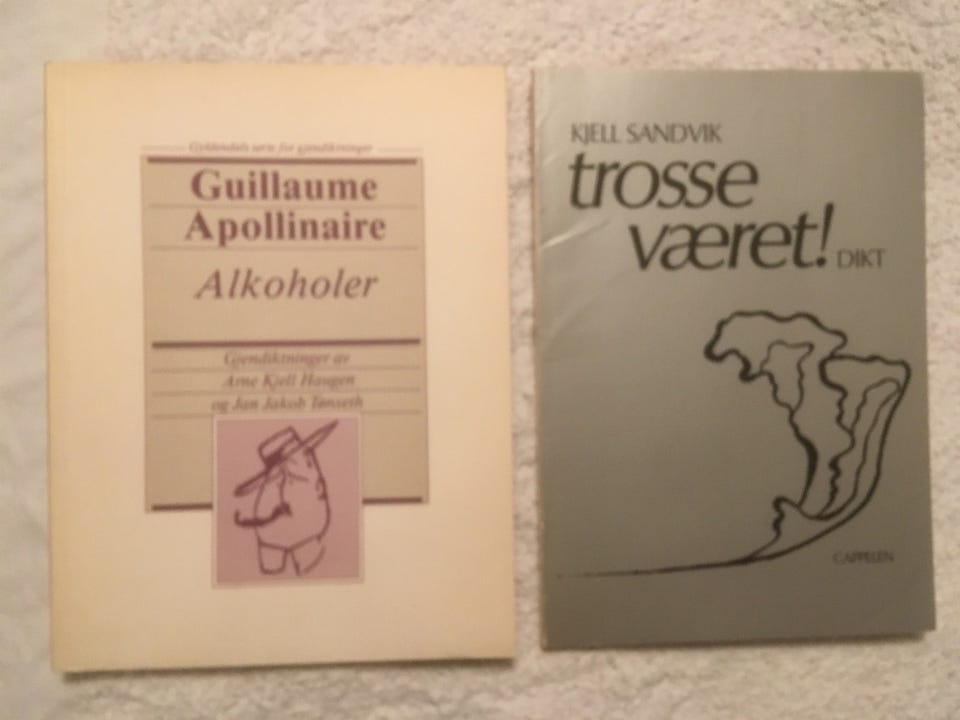 Gyldendals serie for gjendiktninger
Guillaume
Apollinaire
Alkoholer
Gjendiktninger av
Arne Kjell Haugen
og Jan Jakob Tønseth
KJELL SANDVIK
trosse
været! DIKT
CAPPELEN